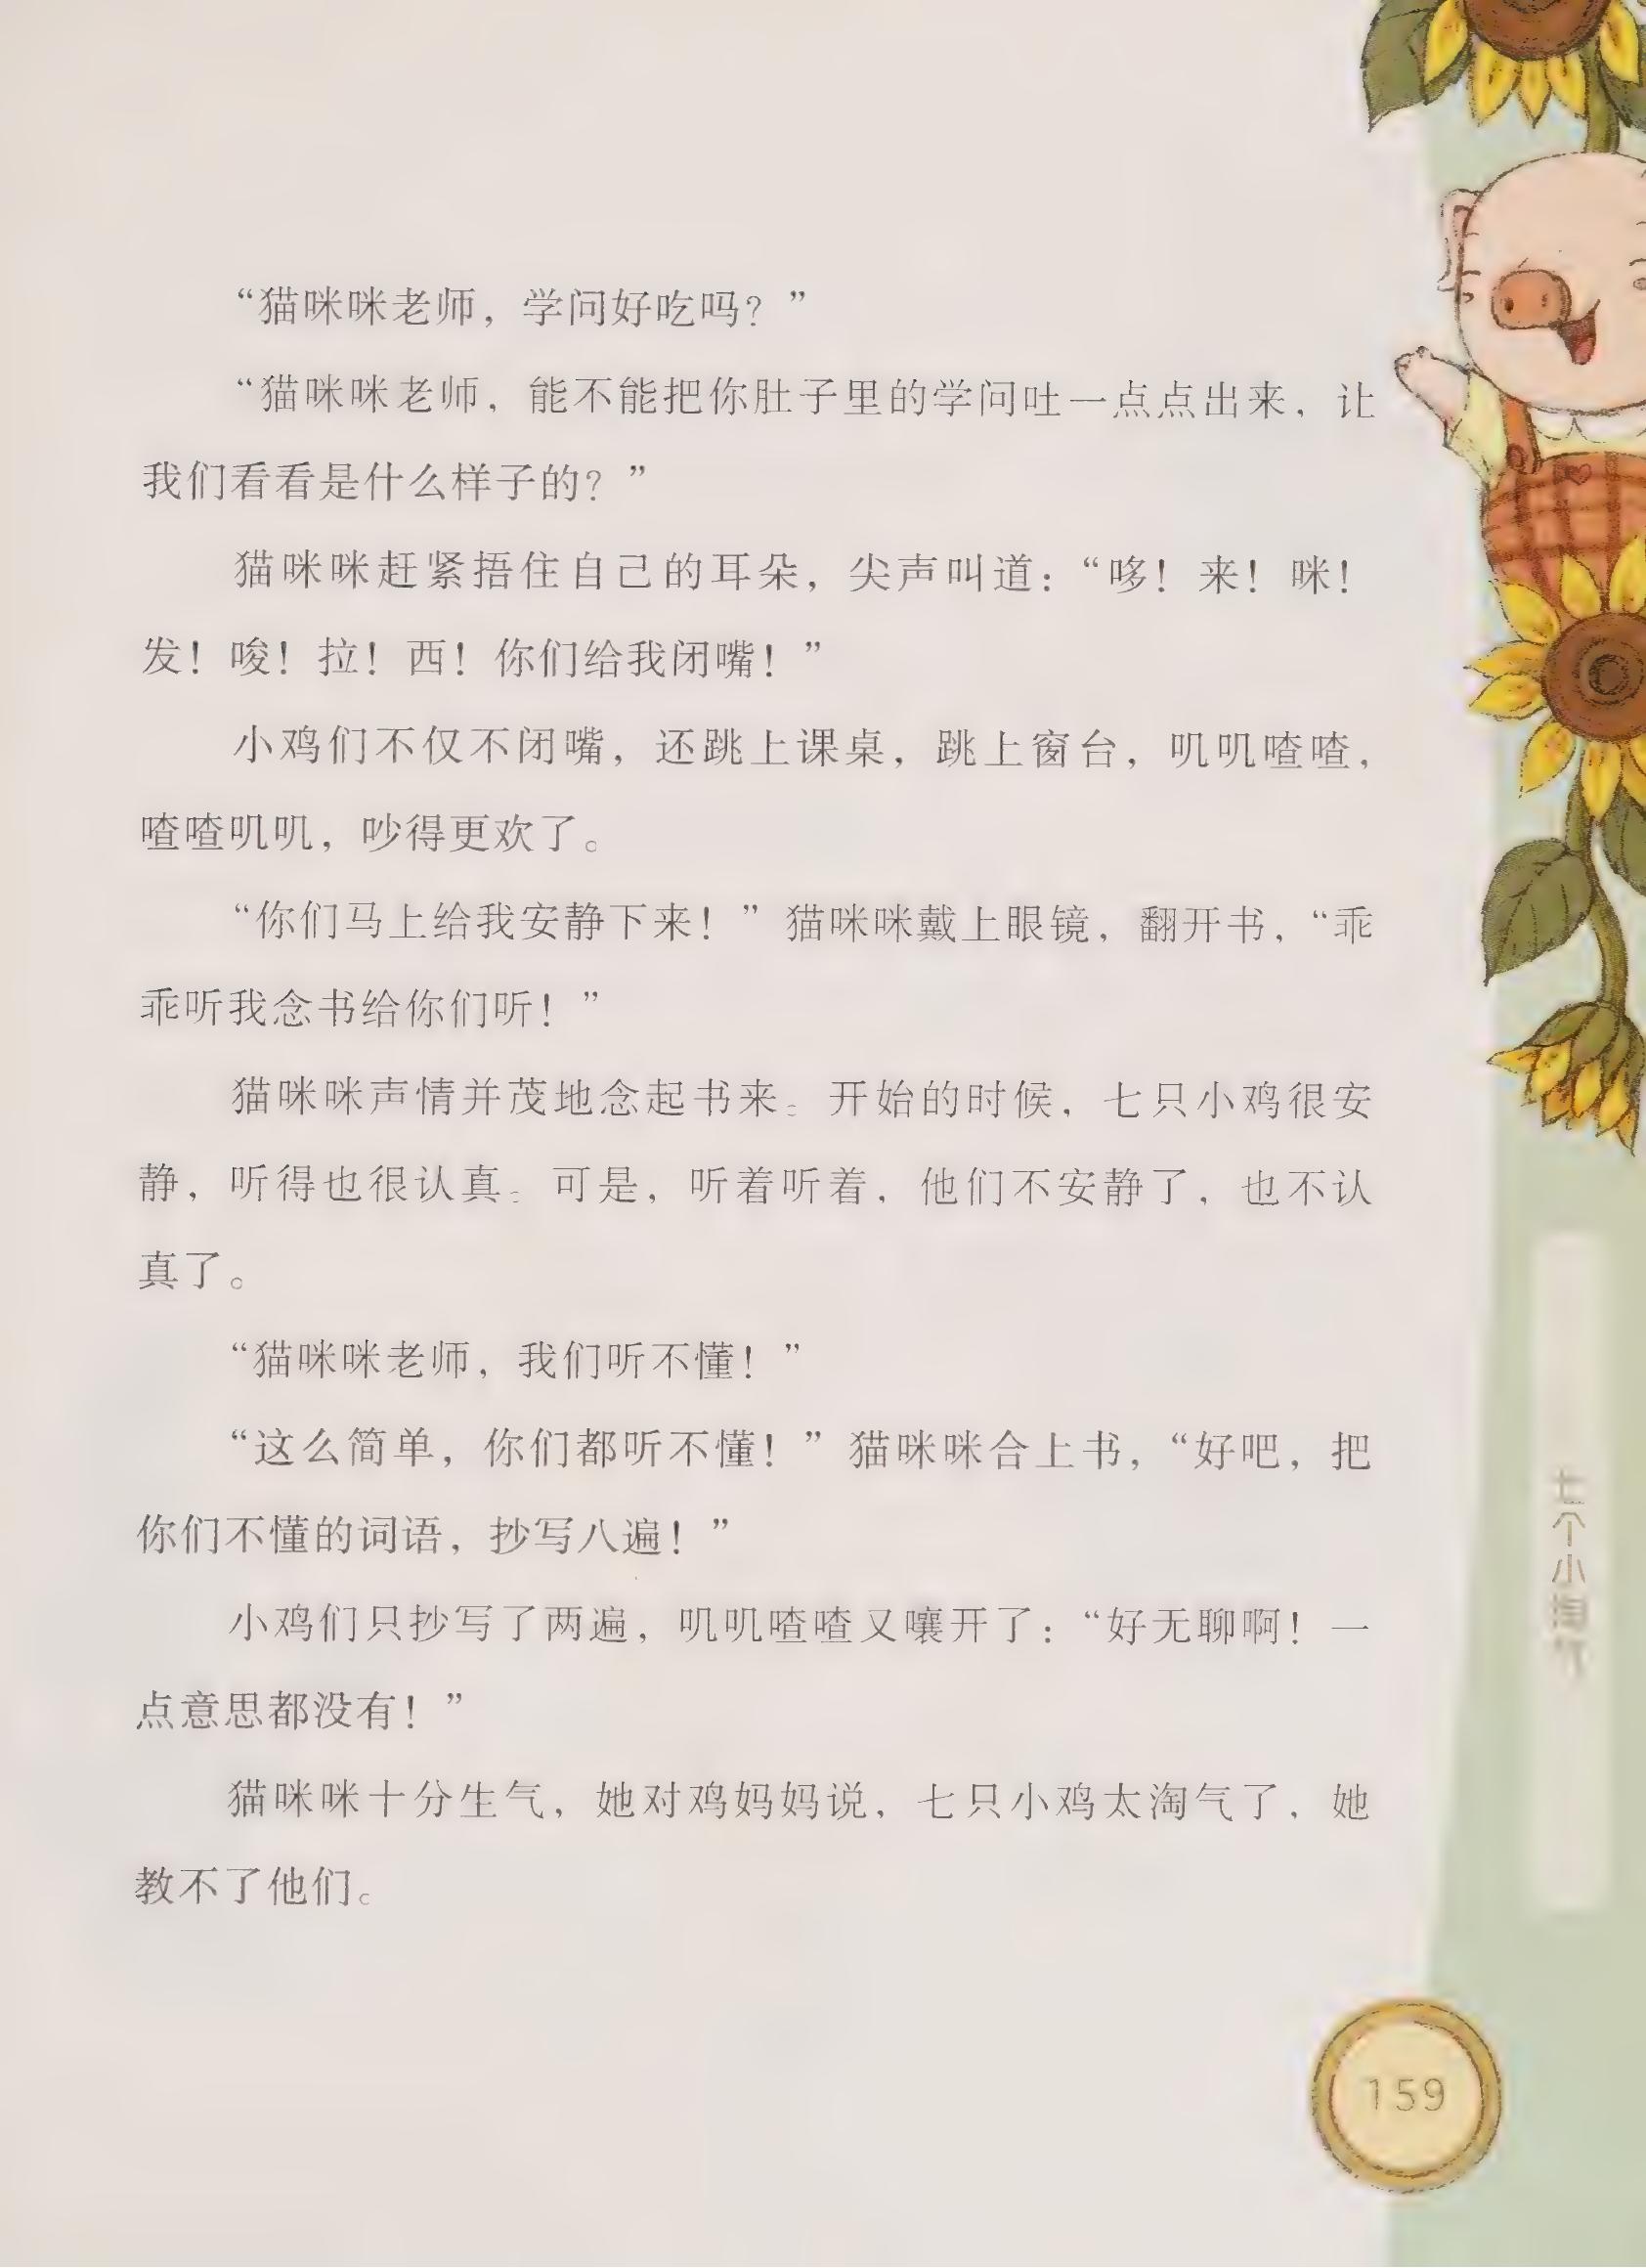 “猫咪咪老师，学问好吃吗？”
“猫咪咪老师，能不能把你肚子里的学问吐一点点出来，让
我们看看是什么样子的？”
猫咪咪赶紧捂住自己的耳朵，尖声叫道：“哆！来！咪！
发！唆！拉！西！你们给我闭嘴！”
小鸡们不仅不闭嘴，还跳上课桌，跳上窗台，叽叽喳喳，
喳喳叽叽，吵得更欢了。
“你们马上给我安静下来！”猫咪咪戴上眼镜，翻开书，“乖
乖听我念书给你们听！”
猫咪咪声情并茂地念起书来。开始的时候，七只小鸡很安
静，听得也很认真。可是，听着听着，他们不安静了，也不认
真了。
“猫咪咪老师，我们听不懂！”
“这么简单，你们都听不懂！”猫咪咪合上书，“好吧，把
你们不懂的词语，抄写八遍！”
小鸡们只抄写了两遍，叽叽喳喳又嚷开了：“好无聊啊！一
点意思都没有！”
猫咪咪十分生气，她对鸡妈妈说，七只小鸡太淘气了，她
教不了他们。
七个小淘气
159